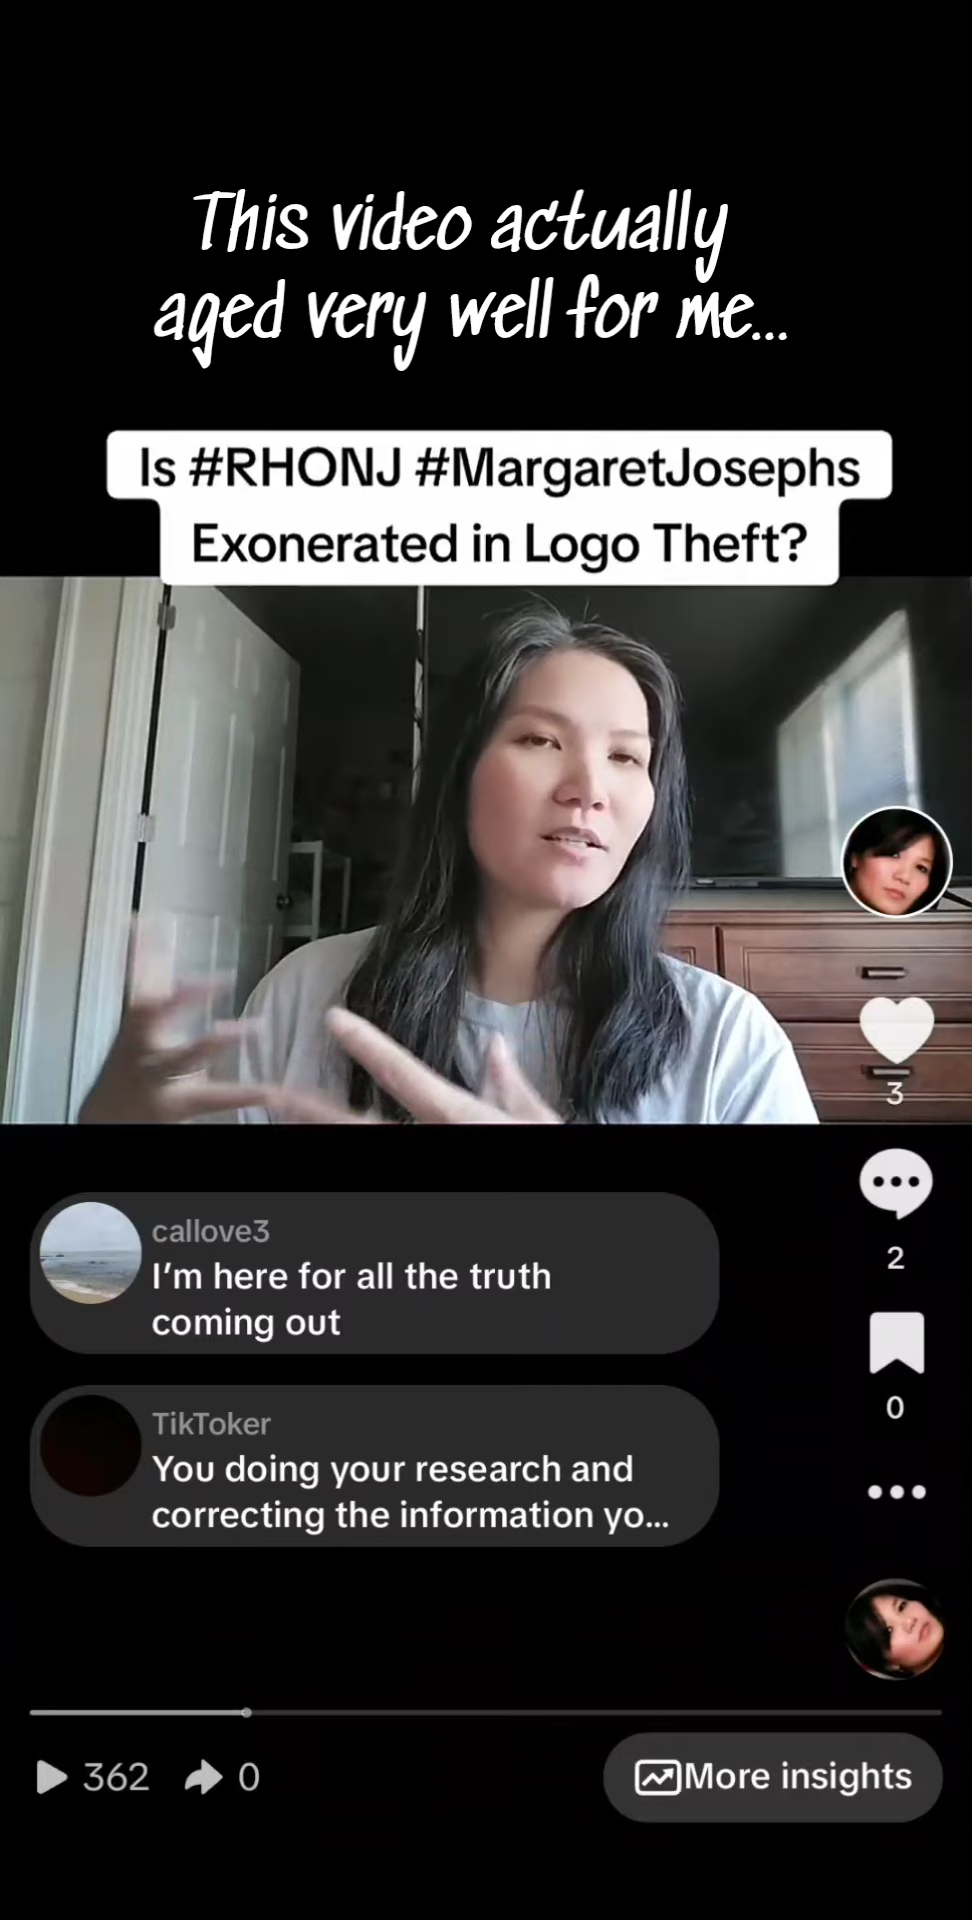 This video actually
aged very well for me...
Is #RHONJ #MargaretJosephs
Exonerated in Logo Theft?
3
2
callove3
I'm here for all the truth
coming out
0
TikToker
You doing your research and
correcting the information yo...
362
0
More insights